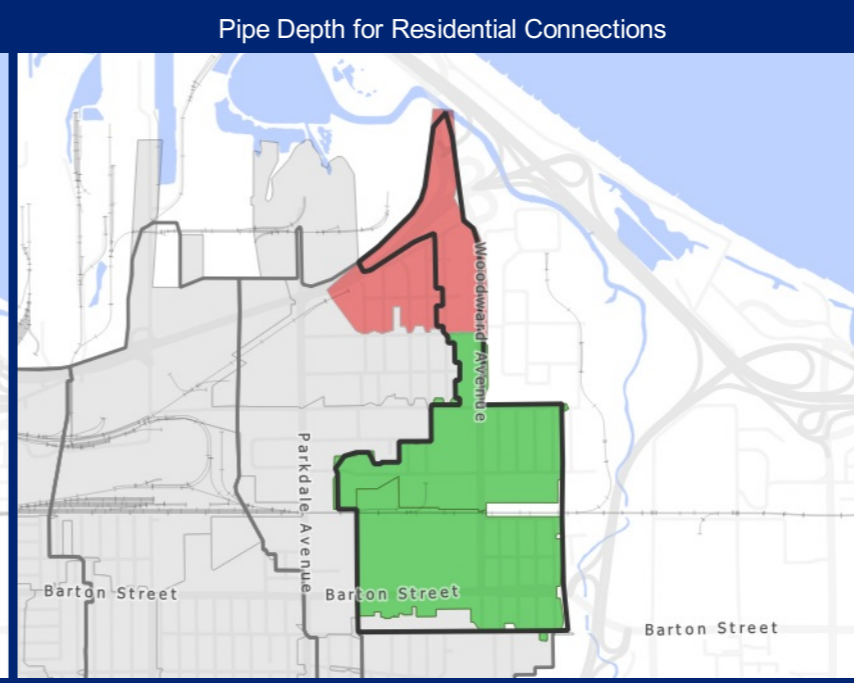 Pipe Depth for Residential Connections
Woodward Avenue
Parkdale Avenue
Barton Street
Barton Street
Barton Street